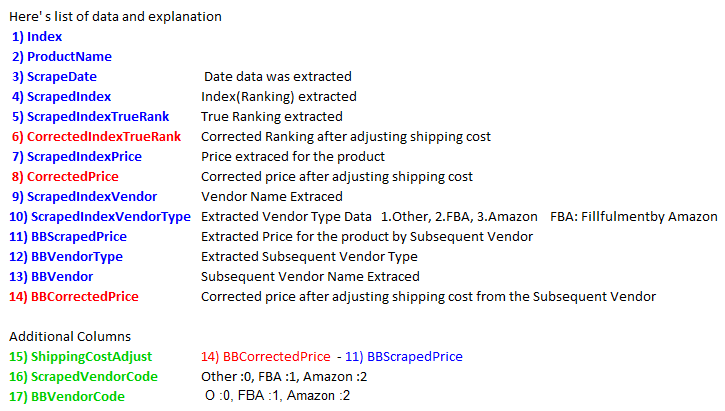 Here' s list of data and explanation
1) Index
2) ProductName
3) ScrapeDate Date data was extracted
4) ScrapedIndex Index(Ranking) extracted
5) ScrapedIndexTrueRank True Ranking extracted
6) CorrectedIndexTrueRank Corrected Ranking after adjusting shipping cost
7) ScrapedIndexPrice Price extraced for the product
8) CorrectedPrice Corrected price after adjusting shipping cost
9) ScrapedIndexVendor Vendor Name Extraced
10) ScrapedIndexVendorType Extracted Vendor Type Data 1.Other, 2.FBA, 3.Amazon FBA: Fillfulmentby Amazon
11) BBScrapedPrice Extracted Price for the product by Subsequent Vendor
12) BBVendorType Extracted Subsequent Vendor Type
13) BBVendor Subsequent Vendor Name Extracted
14) BBCorrectedPrice Corrected price after adjusting shipping cost from the Subsequent Vendor
Additional Columns
15) ShippingCostAdjust 14) BBCorrectedPrice - 11) BBScrapedPrice
16) ScrapedVendorCode Other :0, FBA :1, Amazon :2
17) BBVendorCode O :0, FBA :1, Amazon :2